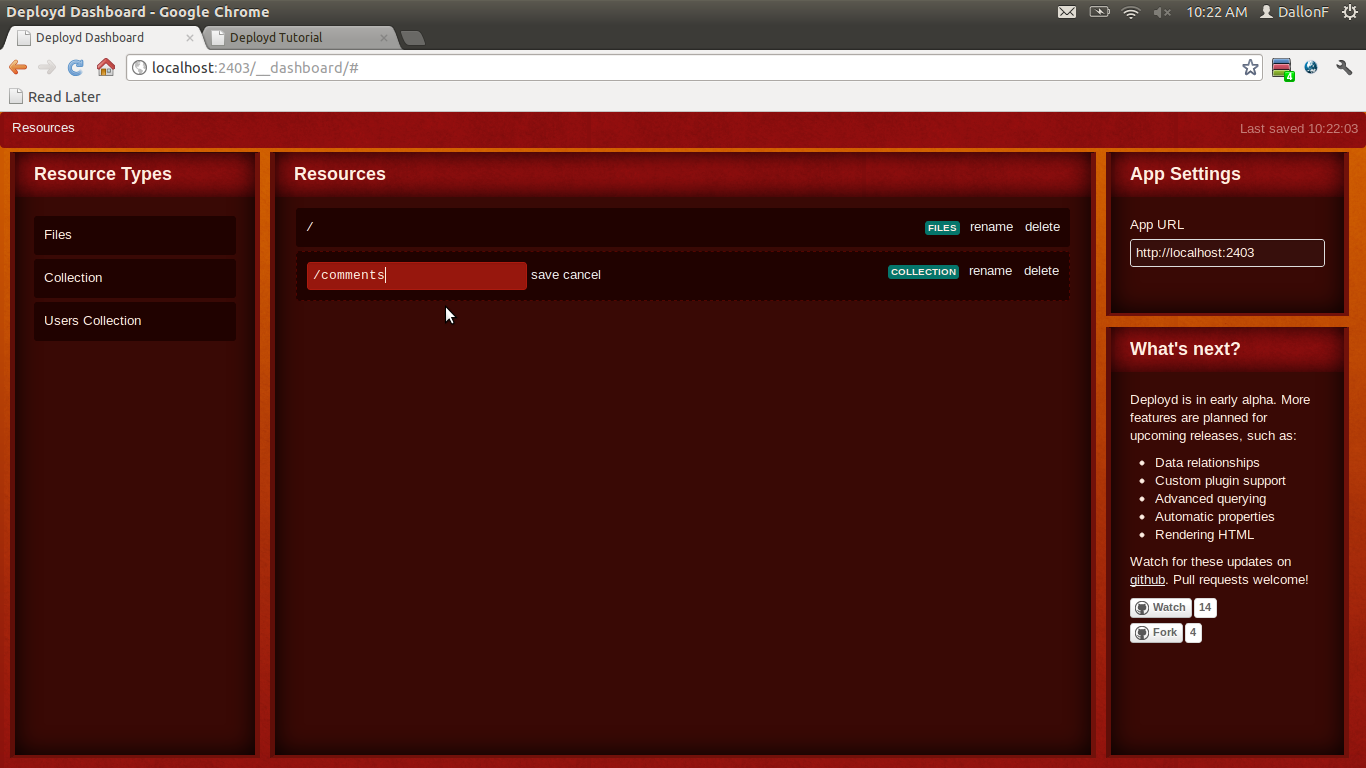 Deployd Dashboard - Google Chrome
10:22 AM DallonF
Deployd Dashboard
Deployd Tutorial
localhost:2403/__dashboard/#
4
Read Later
Resources
Last saved 10:22:03
Resource Types
Files
Collection
Users Collection
Resources
/ FILES rename delete
/comments save cancel COLLECTION rename delete
App Settings
App URL
http://localhost:2403
What's next?
Deployd is in early alpha. More
features are planned for
upcoming releases, such as:
• Data relationships
• Custom plugin support
• Advanced querying
• Automatic properties
• Rendering HTML
Watch for these updates on
github. Pull requests welcome!
Watch 14
Fork 4